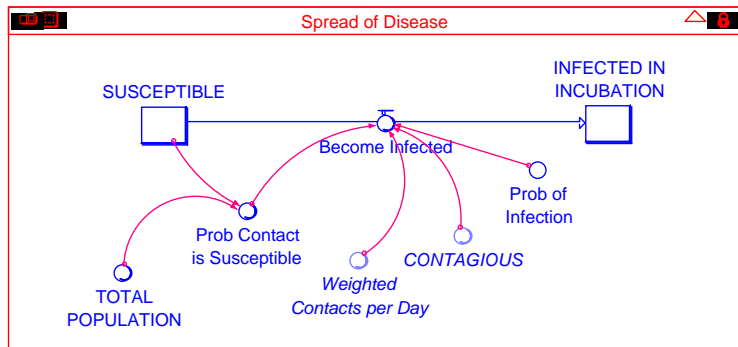 Spread of Disease
SUSCEPTIBLE
INFECTED IN
INCUBATION
Become Infected
Prob of
Infection
Prob Contact
is Susceptible
CONTAGIOUS
Weighted
Contacts per Day
TOTAL
POPULATION